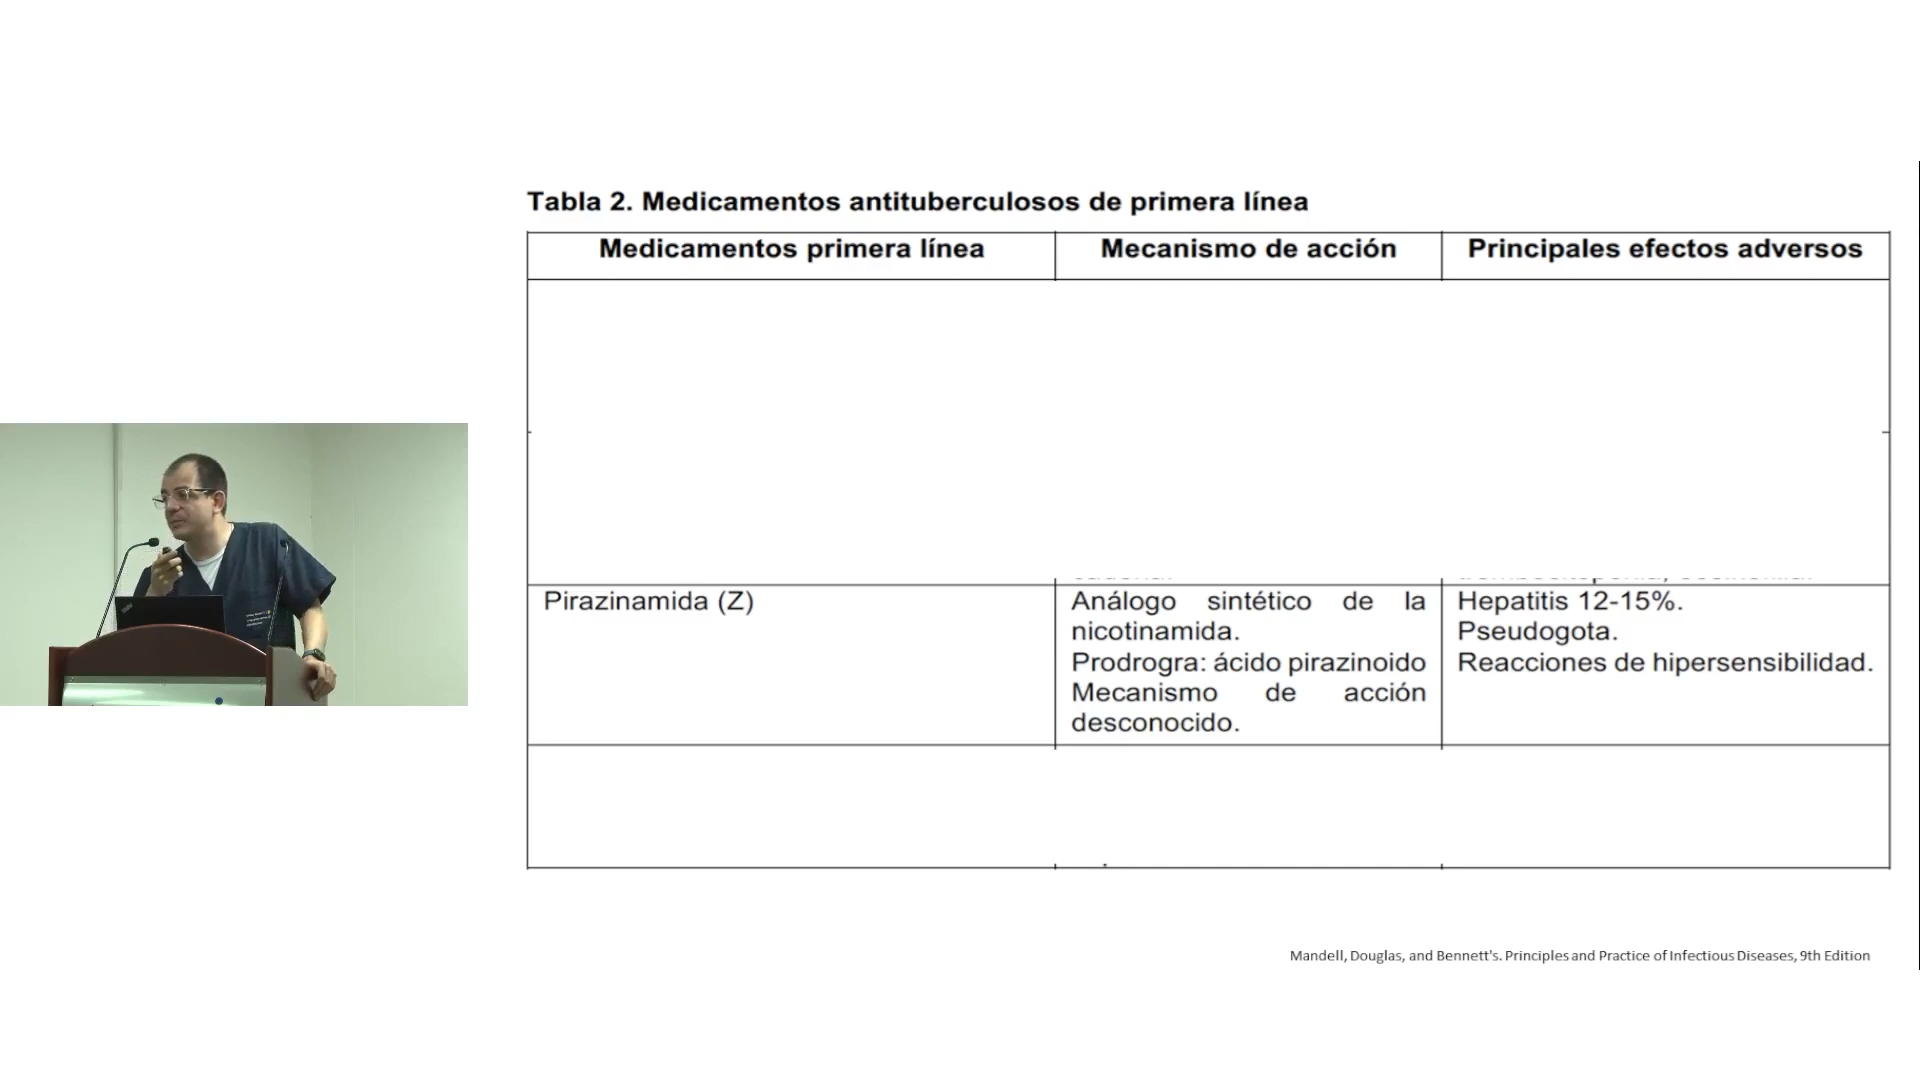 Tabla 2. Medicamentos antituberculosos de primera línea
Medicamentos primera línea
Mecanismo de acción
Principales efectos adversos
Pirazinamida (Z)
Análogo sintético de la
nicotinamida.
Prodrogra: ácido pirazinoido
Mecanismo de acción
desconocido.
Hepatitis 12-15%.
Pseudogota.
Reacciones de hipersensibilidad.
Mandell, Douglas, and Bennett's. Principles and Practice of Infectious Diseases, 9th Edition